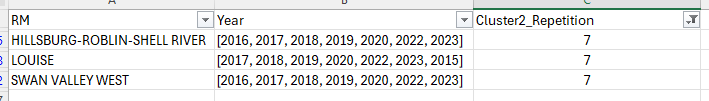 A B C
RM Year Cluster2_Repetition
HILLSBURG-ROBLIN-SHELL RIVER [2016, 2017, 2018, 2019, 2020, 2022, 2023] 7
LOUISE [2017, 2018, 2019, 2020, 2022, 2023, 2015] 7
SWAN VALLEY WEST [2016, 2017, 2018, 2019, 2020, 2022, 2023] 7